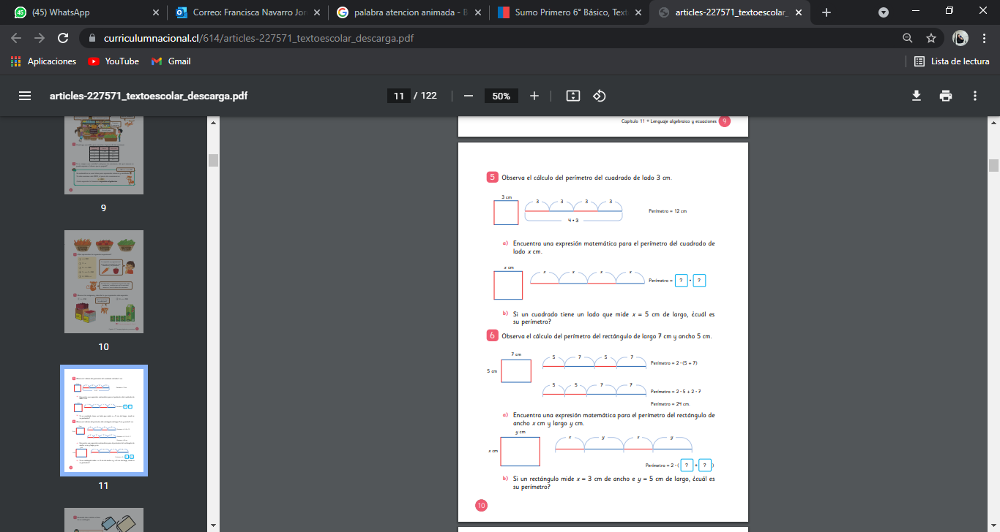 (45) WhatsApp
Correo: Francisca Navarro Jor
palabra atencion animada - B
Sumo Primero 6° Básico, Text
articles-227571_textoescolar_
curriculumnacional.cl/614/articles-227571_textoescolar_descarga.pdf
Aplicaciones
YouTube
Gmail
Lista de lectura
articles-227571_textoescolar_descarga.pdf
11 / 122
50%
9
10
11
Capítulo 11 • Lenguaje algebraico y ecuaciones 9
5 Observa el cálculo del perímetro del cuadrado de lado 3 cm.
3 cm
3 3 3 3
4 • 3
Perímetro = 12 cm
a) Encuentra una expresión matemática para el perímetro del cuadrado de
lado x cm.
x cm
x x x x
Perímetro = ? • ?
b) Si un cuadrado tiene un lado que mide x = 5 cm de largo, ¿cuál es
su perímetro?
6 Observa el cálculo del perímetro del rectángulo de largo 7 cm y ancho 5 cm.
7 cm
5 cm
5 7 5 7
Perímetro = 2 · (5 + 7)
5 5 7 7
Perímetro = 2 · 5 + 2 · 7
Perímetro = 24 cm.
a) Encuentra una expresión matemática para el perímetro del rectángulo de
ancho x cm y largo y cm.
y cm
x cm
x y x y
Perímetro = 2 · ( ? + ? )
b) Si un rectángulo mide x = 3 cm de ancho e y = 5 cm de largo, ¿cuál es
su perímetro?
10